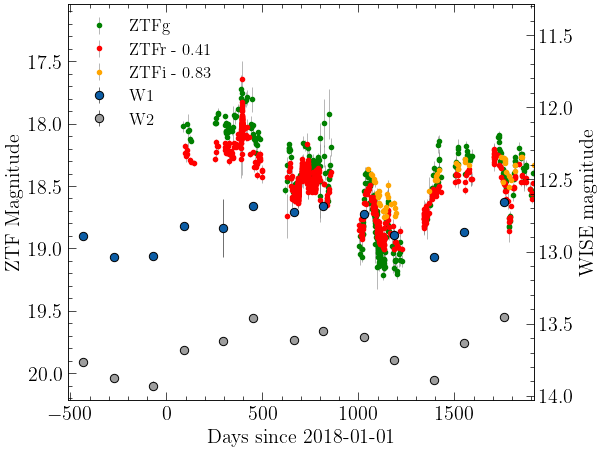 ZTFg
ZTFr - 0.41
ZTFi - 0.83
W1
W2
17.5
18.0
18.5
19.0
19.5
20.0
ZTF Magnitude
11.5
12.0
12.5
13.0
13.5
14.0
WISE magnitude
−500
0
500
1000
1500
Days since 2018-01-01